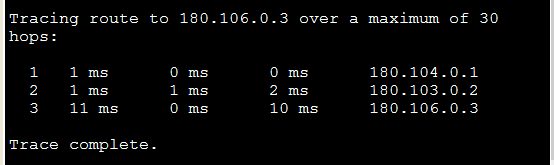 Tracing route to 180.106.0.3 over a maximum of 30
hops:
1 1 ms 0 ms 0 ms 180.104.0.1
2 1 ms 1 ms 2 ms 180.103.0.2
3 11 ms 0 ms 10 ms 180.106.0.3
Trace complete.